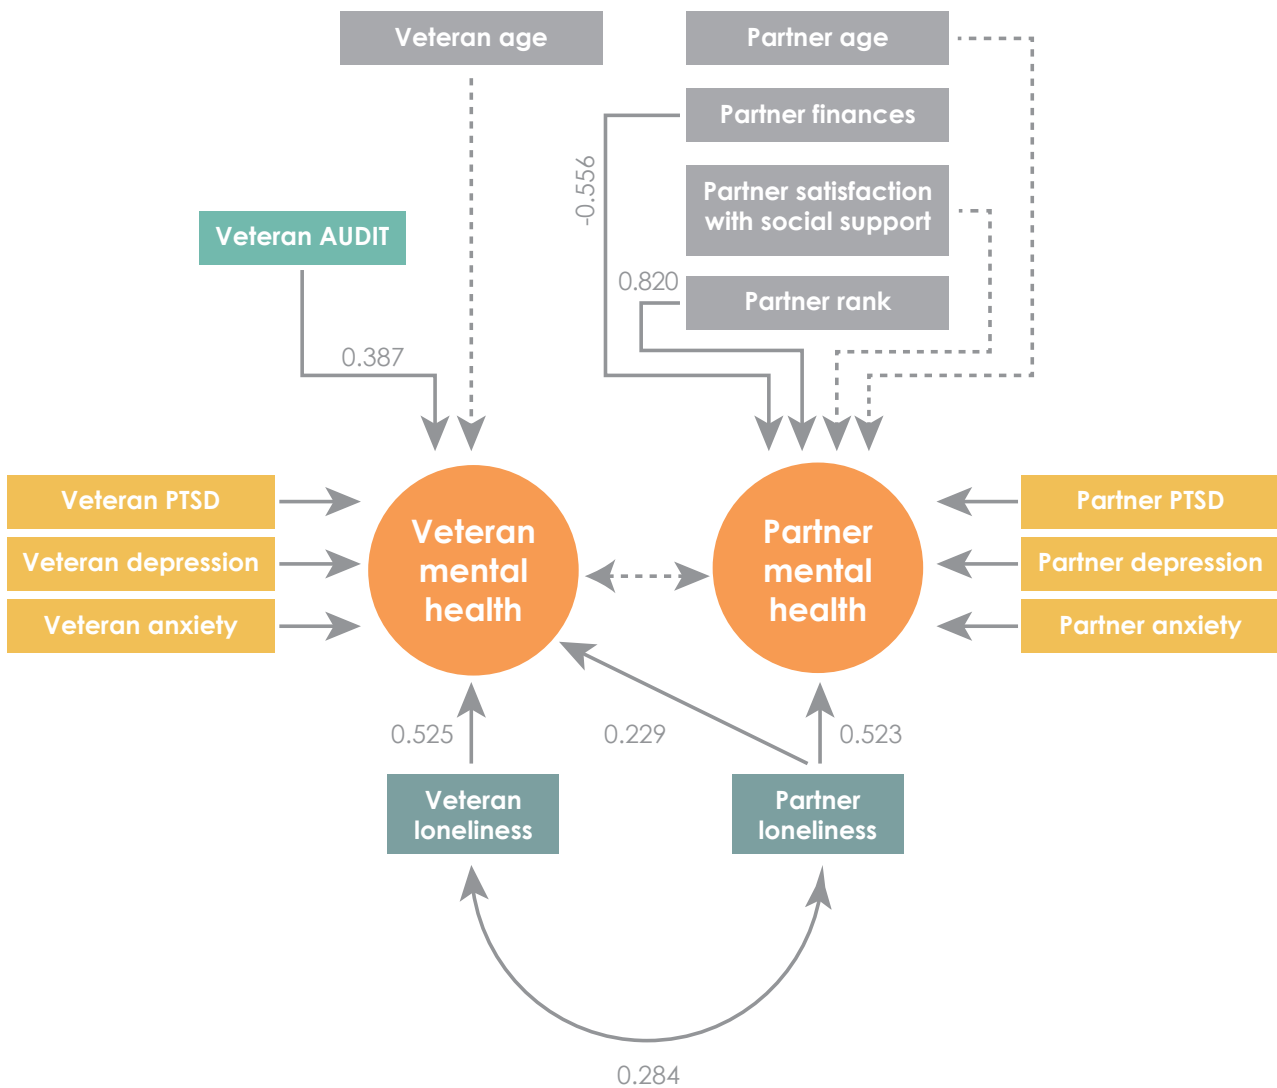 Veteran age
Partner age
Partner finances
-0.556
Partner satisfaction
with social support
Veteran AUDIT
0.820
Partner rank
0.387
Veteran PTSD
Veteran depression
Veteran anxiety
Veteran
mental
health
Partner
mental
health
Partner PTSD
Partner depression
Partner anxiety
0.525
0.229
0.523
Veteran
loneliness
Partner
loneliness
0.284